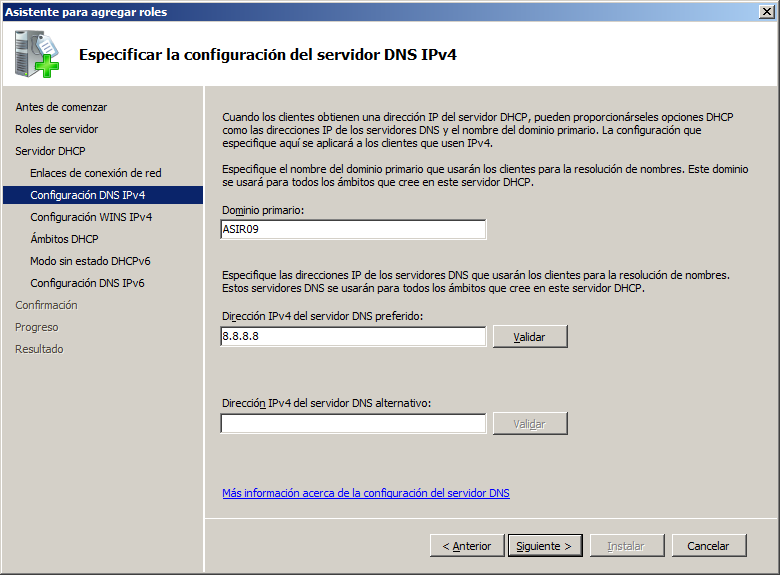 Asistente para agregar roles
Especificar la configuración del servidor DNS IPv4
Antes de comenzar
Roles de servidor
Servidor DHCP
Enlaces de conexión de red
Configuración DNS IPv4
Configuración WINS IPv4
Ámbitos DHCP
Modo sin estado DHCPv6
Configuración DNS IPv6
Confirmación
Progreso
Resultado
Cuando los clientes obtienen una dirección IP del servidor DHCP, pueden proporcionárseles opciones DHCP
como las direcciones IP de los servidores DNS y el nombre del dominio primario. La configuración que
especifique aquí se aplicará a los clientes que usen IPv4.
Especifique el nombre del dominio primario que usarán los clientes para la resolución de nombres. Este dominio
se usará para todos los ámbitos que cree en este servidor DHCP.
Dominio primario:
ASIR09
Especifique las direcciones IP de los servidores DNS que usarán los clientes para la resolución de nombres.
Estos servidores DNS se usarán para todos los ámbitos que cree en este servidor DHCP.
Dirección IPv4 del servidor DNS preferido:
8.8.8.8
Validar
Dirección IPv4 del servidor DNS alternativo:
Validar
Más información acerca de la configuración del servidor DNS
< Anterior
Siguiente >
Instalar
Cancelar